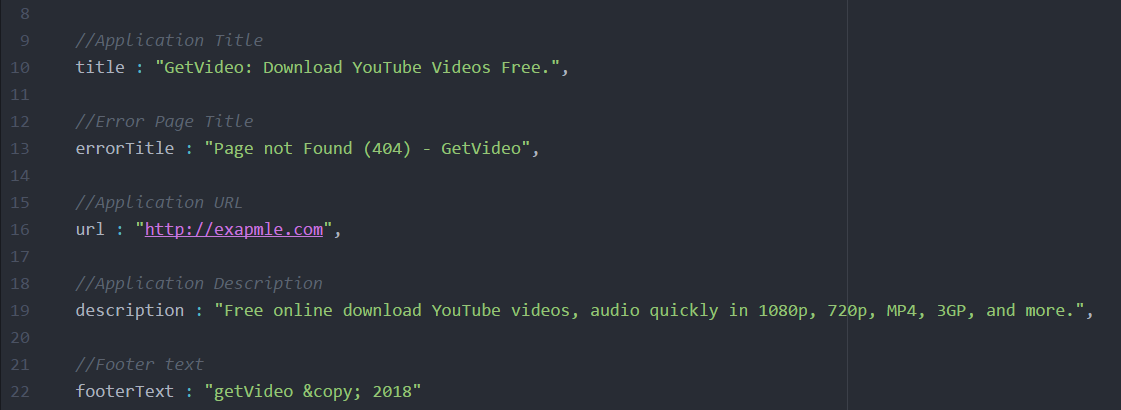 8
9 //Application Title
10 title : "GetVideo: Download YouTube Videos Free.",
11
12 //Error Page Title
13 errorTitle : "Page not Found (404) - GetVideo",
14
15 //Application URL
16 url : "http://exapmle.com",
17
18 //Application Description
19 description : "Free online download YouTube videos, audio quickly in 1080p, 720p, MP4, 3GP, and more.",
20
21 //Footer text
22 footerText : "getVideo &copy; 2018"